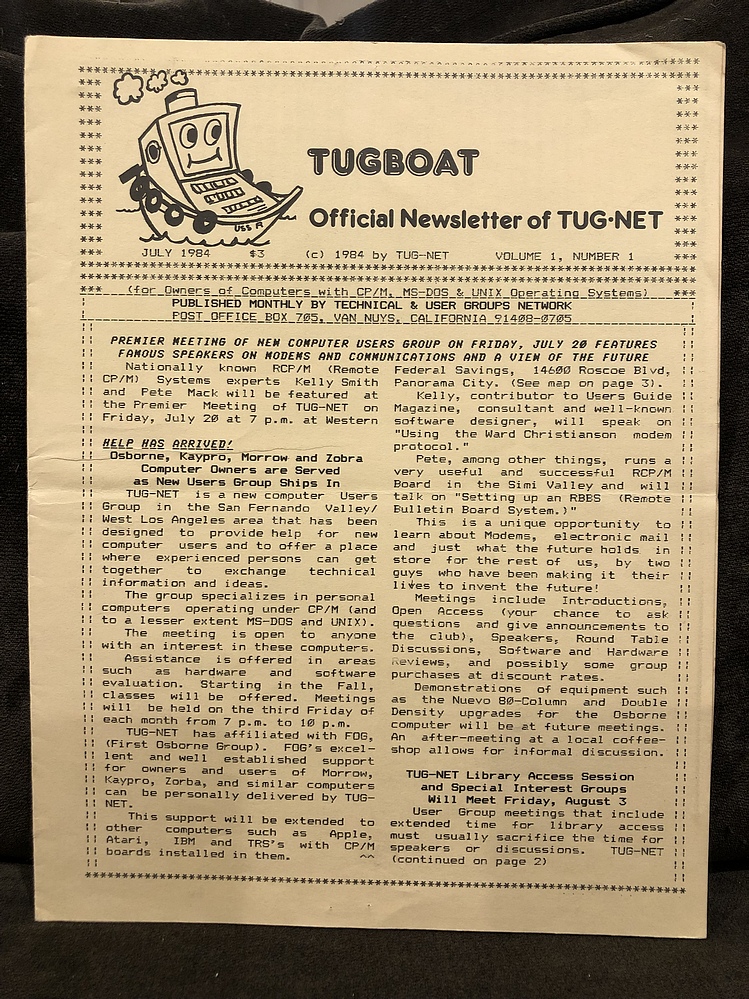 USS A
TUGBOAT
Official Newsletter of TUG•NET
JULY 1984 $3 (c) 1984 by TUG-NET VOLUME 1, NUMBER 1
(for Owners of Computers with CP/M, MS-DOS & UNIX Operating Systems)
PUBLISHED MONTHLY BY TECHNICAL & USER GROUPS NETWORK
POST OFFICE BOX 705, VAN NUYS, CALIFORNIA 91408-0705
PREMIER MEETING OF NEW COMPUTER USERS GROUP ON FRIDAY, JULY 20 FEATURES
FAMOUS SPEAKERS ON MODEMS AND COMMUNICATIONS AND A VIEW OF THE FUTURE
Nationally known RCP/M (Remote
CP/M) Systems experts Kelly Smith
and Pete Mack will be featured at
the Premier Meeting of TUG-NET on
Friday, July 20 at 7 p.m. at Western
HELP HAS ARRIVED!
Osborne, Kaypro, Morrow and Zobra
Computer Owners are Served
as New Users Group Ships In
TUG-NET is a new computer Users
Group in the San Fernando Valley/
West Los Angeles area that has been
designed to provide help for new
computer users and to offer a place
where experienced persons can get
together to exchange technical
information and ideas.
The group specializes in personal
computers operating under CP/M (and
to a lesser extent MS-DOS and UNIX).
The meeting is open to anyone
with an interest in these computers.
Assistance is offered in areas
such as hardware and software
evaluation. Starting in the Fall,
classes will be offered. Meetings
will be held on the third Friday of
each month from 7 p.m. to 10 p.m.
TUG-NET has affiliated with FOG,
(First Osborne Group). FOG's excel-
lent and well established support
for owners and users of Morrow,
Kaypro, Zorba, and similar computers
can be personally delivered by TUG-
NET.
This support will be extended to
other computers such as Apple,
Atari, IBM and TRS's with CP/M
boards installed in them. ^^
Federal Savings, 14600 Roscoe Blvd,
Panorama City. (See map on page 3).
Kelly, contributor to Users Guide
Magazine, consultant and well-known
software designer, will speak on
"Using the Ward Christianson modem
protocol."
Pete, among other things, runs a
very useful and successful RCP/M
Board in the Simi Valley and will
talk on "Setting up an RBBS (Remote
Bulletin Board System.)"
This is a unique opportunity to
learn about Modems, electronic mail
and just what the future holds in
store for the rest of us, by two
guys who have been making it their
lives to invent the future!
Meetings include Introductions,
Open Access (your chance to ask
questions and give announcements to
the club), Speakers, Round Table
Discussions, Software and Hardware
Reviews, and possibly some group
purchases at discount rates.
Demonstrations of equipment such
as the Nuevo 80-Column and Double
Density upgrades for the Osborne
computer will be at future meetings.
An after-meeting at a local coffee-
shop allows for informal discussion.
TUG-NET Library Access Session
and Special Interest Groups
Will Meet Friday, August 3
User Group meetings that include
extended time for library access
must usually sacrifice the time for
speakers or discussions. TUG-NET
(continued on page 2)